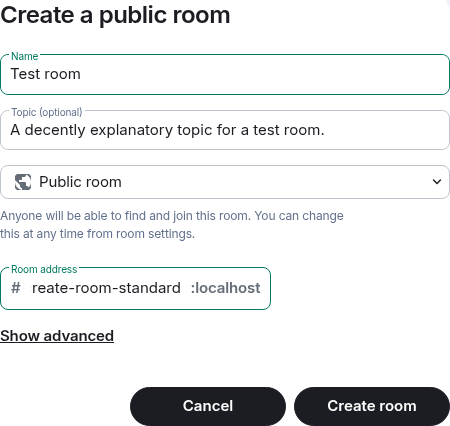 Create a public room
Name
Test room
Topic (optional)
A decently explanatory topic for a test room.
Public room
Anyone will be able to find and join this room. You can change
this at any time from room settings.
Room address
# reate-room-standard :localhost
Show advanced
Cancel Create room